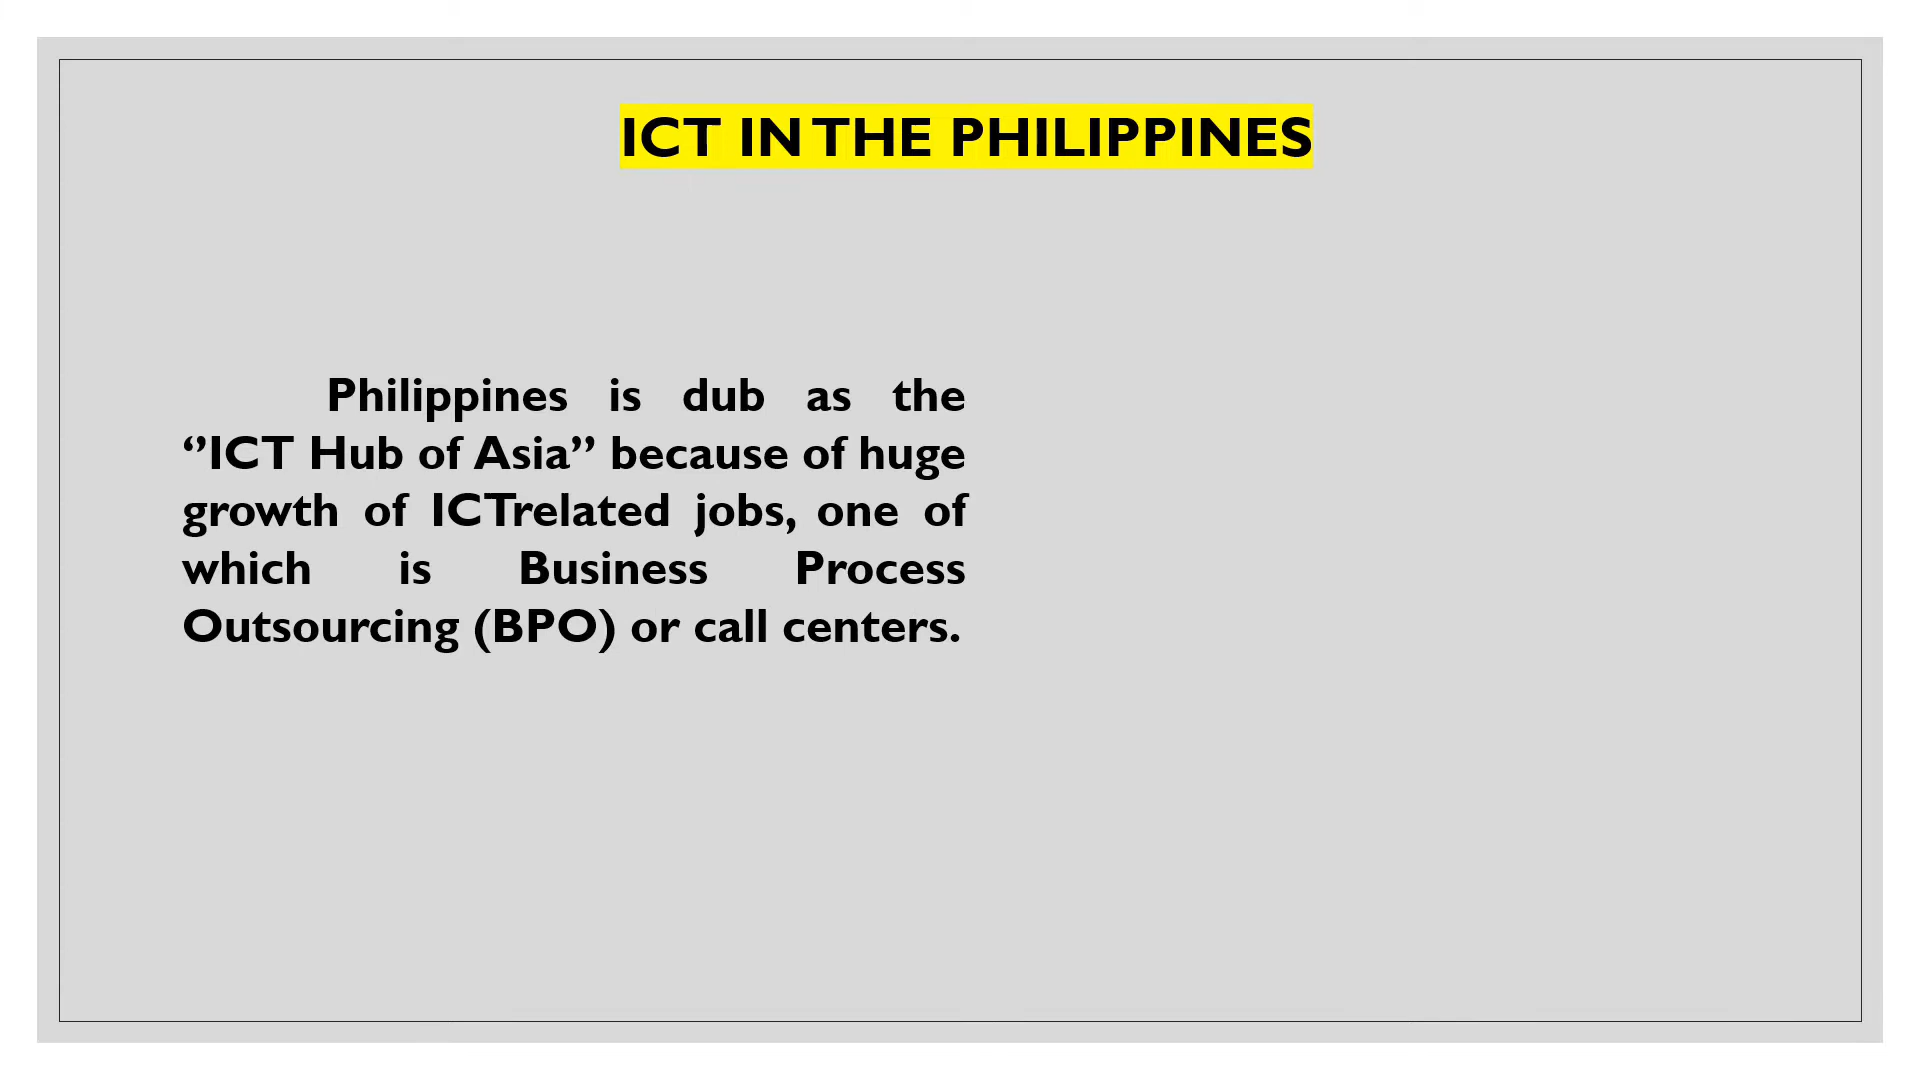 ICT IN THE PHILIPPINES
Philippines is dub as the
‘’ICT Hub of Asia’’ because of huge
growth of ICTrelated jobs, one of
which is Business Process
Outsourcing (BPO) or call centers.